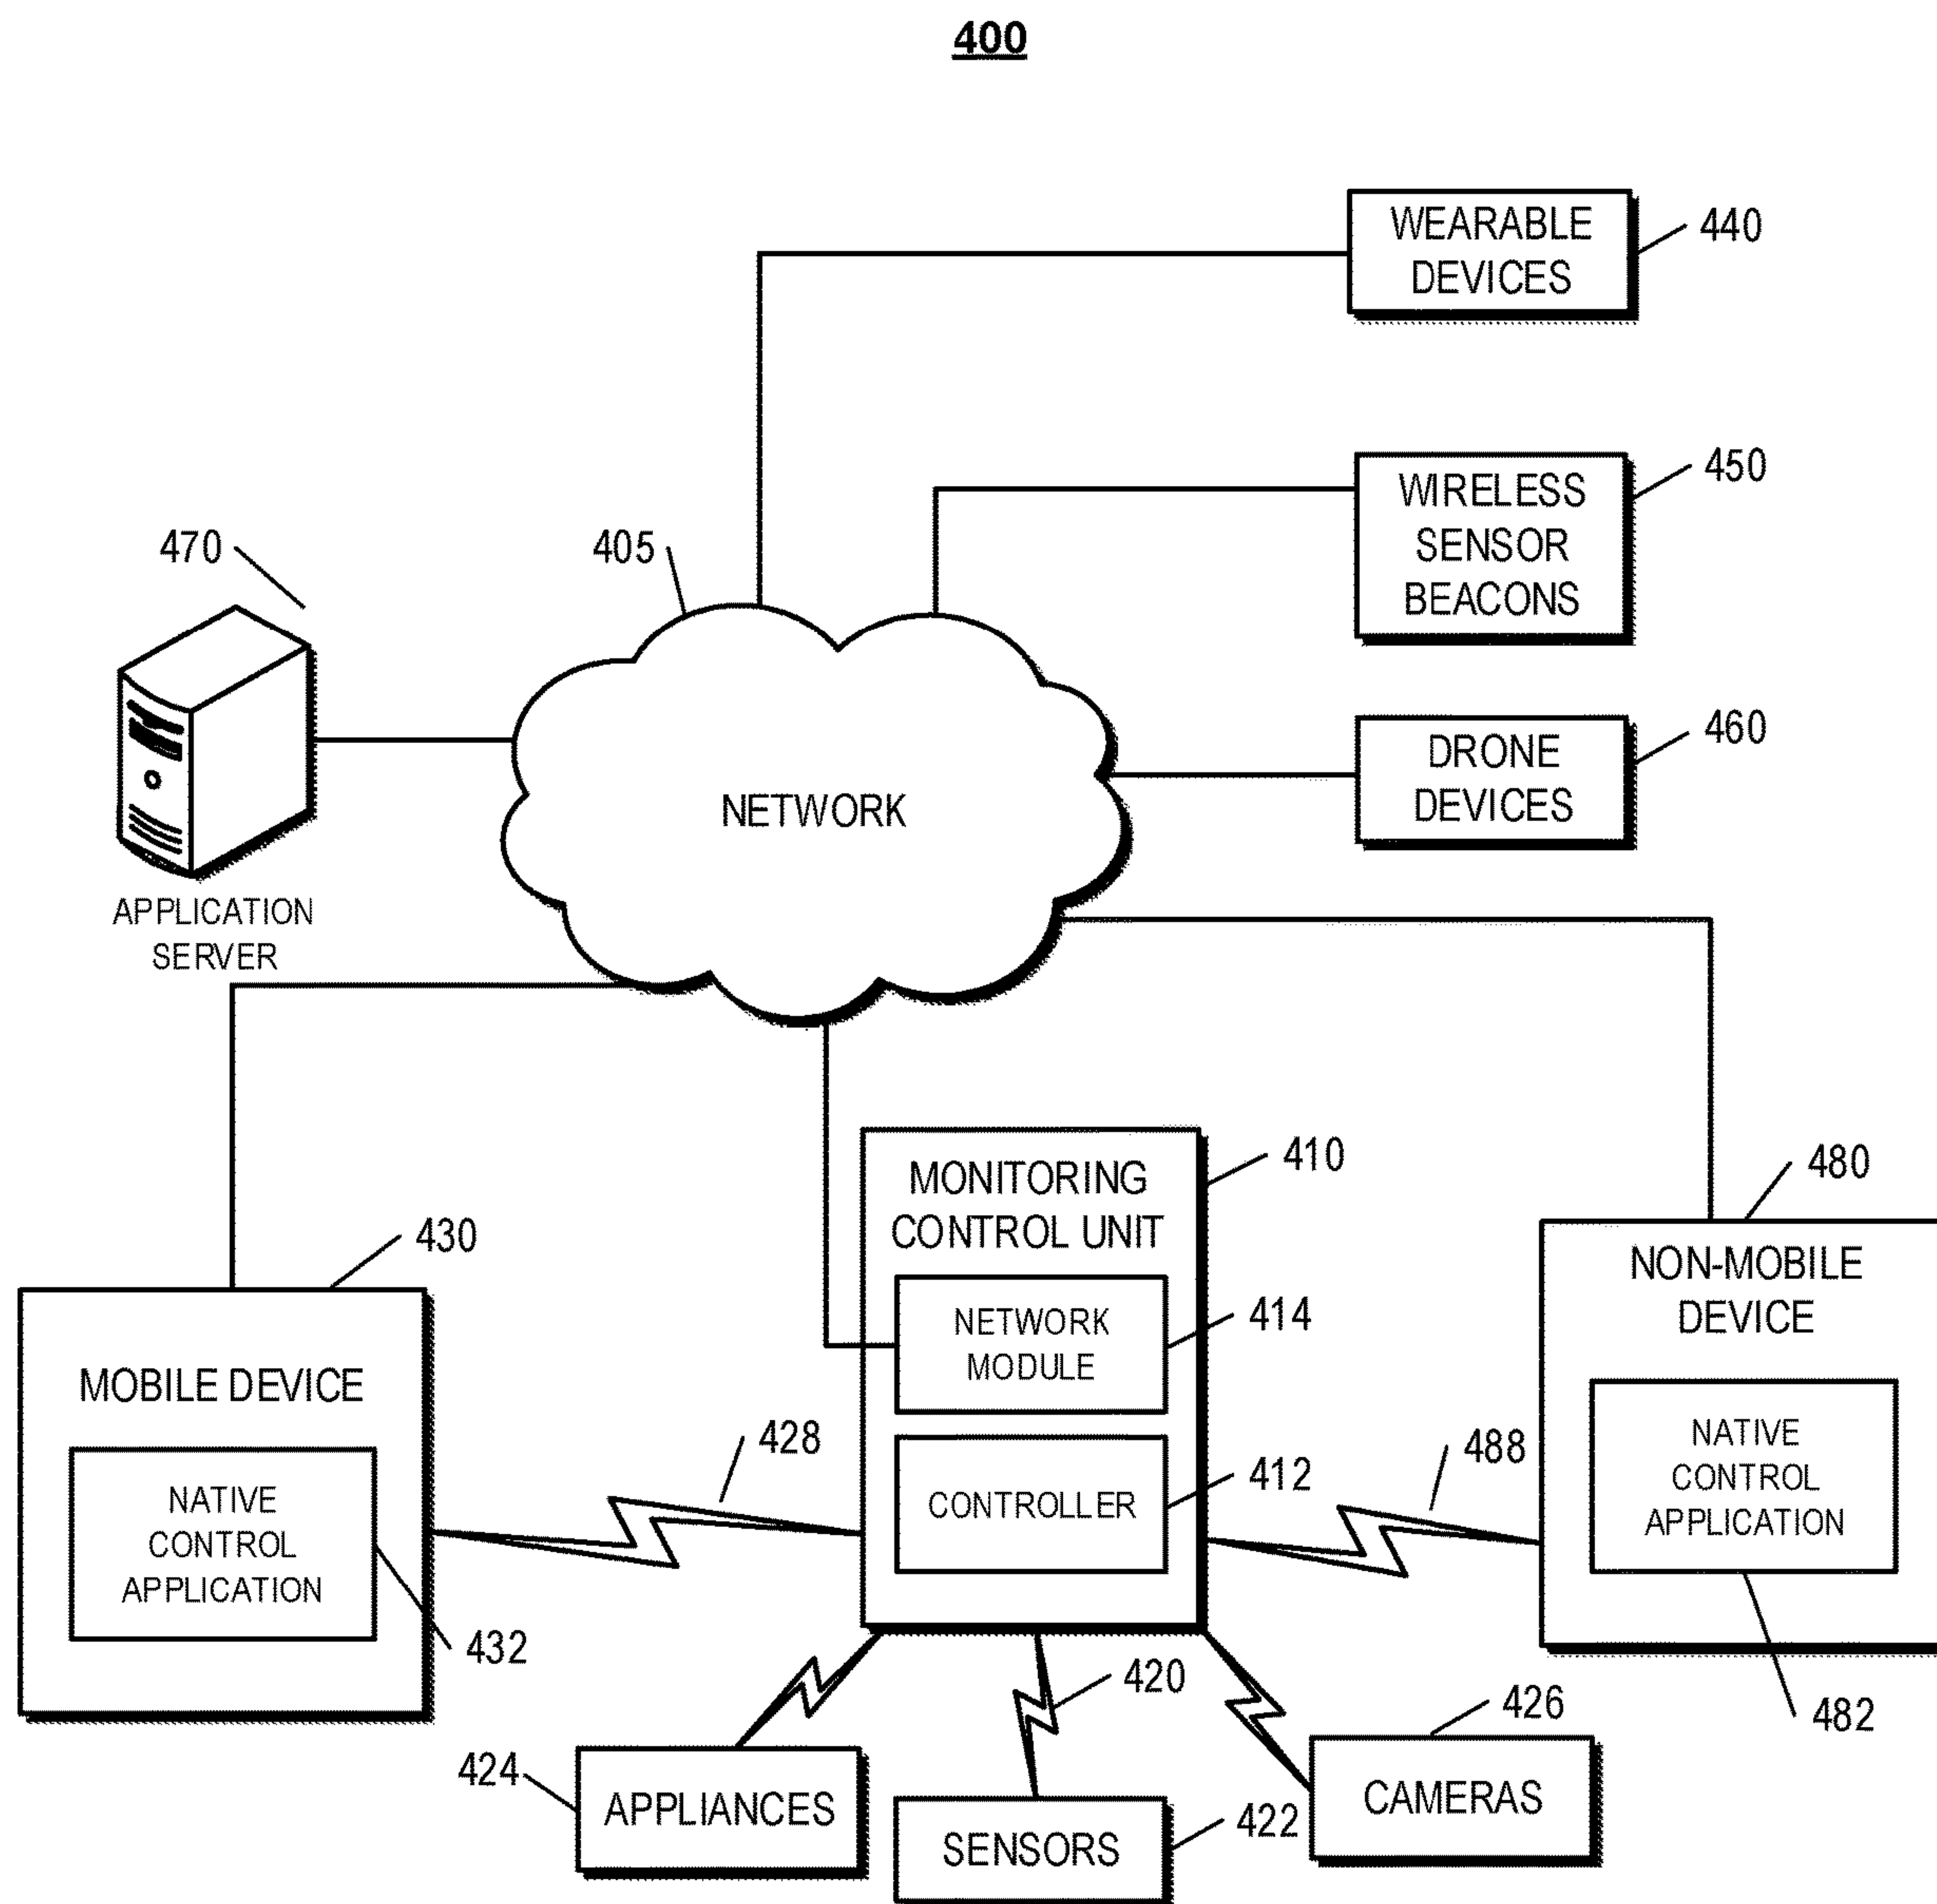 400
WEARABLE
DEVICES
440
WIRELESS
SENSOR
BEACONS
450
470
405
DRONE
DEVICES
460
NETWORK
APPLICATION
SERVER
MONITORING
CONTROL UNIT
410
480
430
NON-MOBILE
DEVICE
NETWORK
MODULE
414
MOBILE DEVICE
428
488
NATIVE
CONTROL
APPLICATION
CONTROLLER
412
NATIVE
CONTROL
APPLICATION
432
420
426
482
424
APPLIANCES
CAMERAS
SENSORS
422